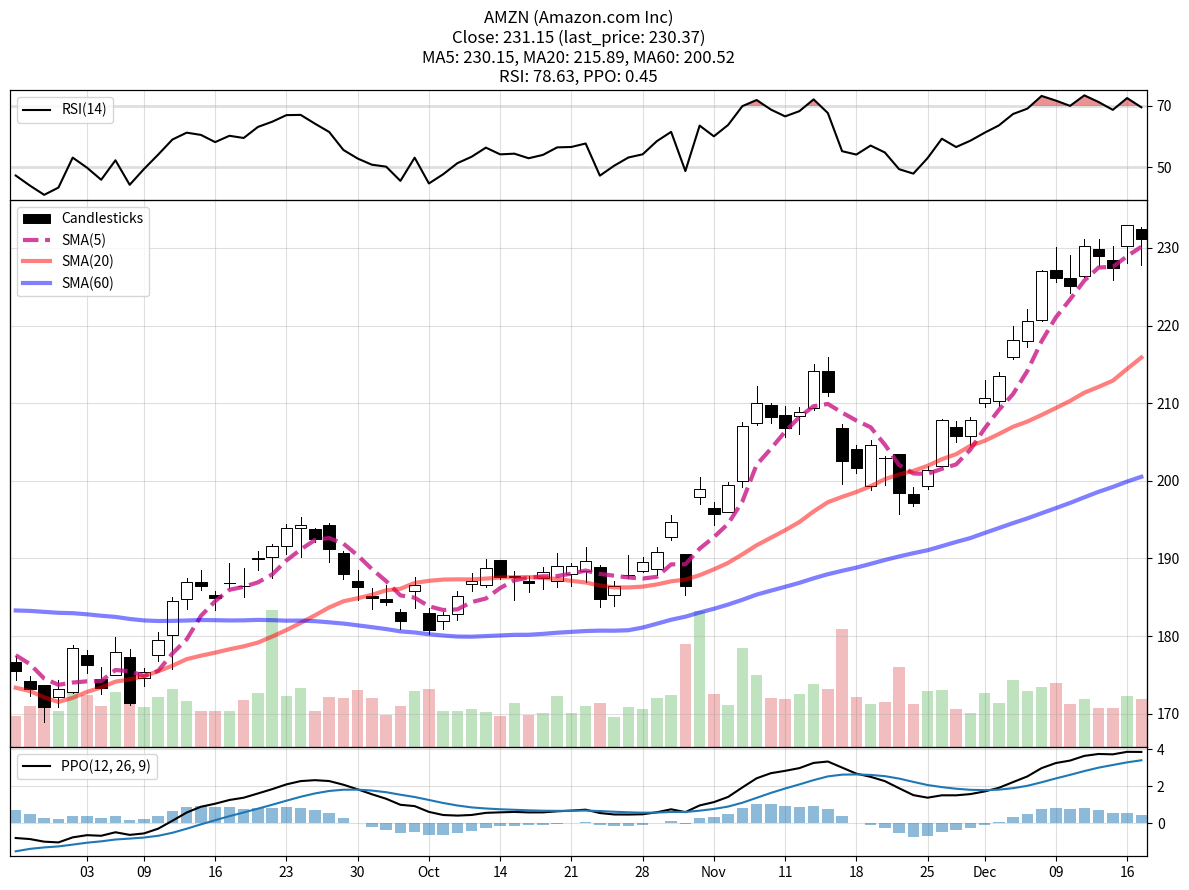 AMZN (Amazon.com Inc)
Close: 231.15 (last_price: 230.37)
MA5: 230.15, MA20: 215.89, MA60: 200.52
RSI: 78.63, PPO: 0.45
RSI(14)
70
50
Candlesticks
SMA(5)
SMA(20)
SMA(60)
230
220
210
200
190
180
170
PPO(12, 26, 9)
4
2
0
03 09 16 23 30 Oct 14 21 28 Nov 11 18 25 Dec 09 16